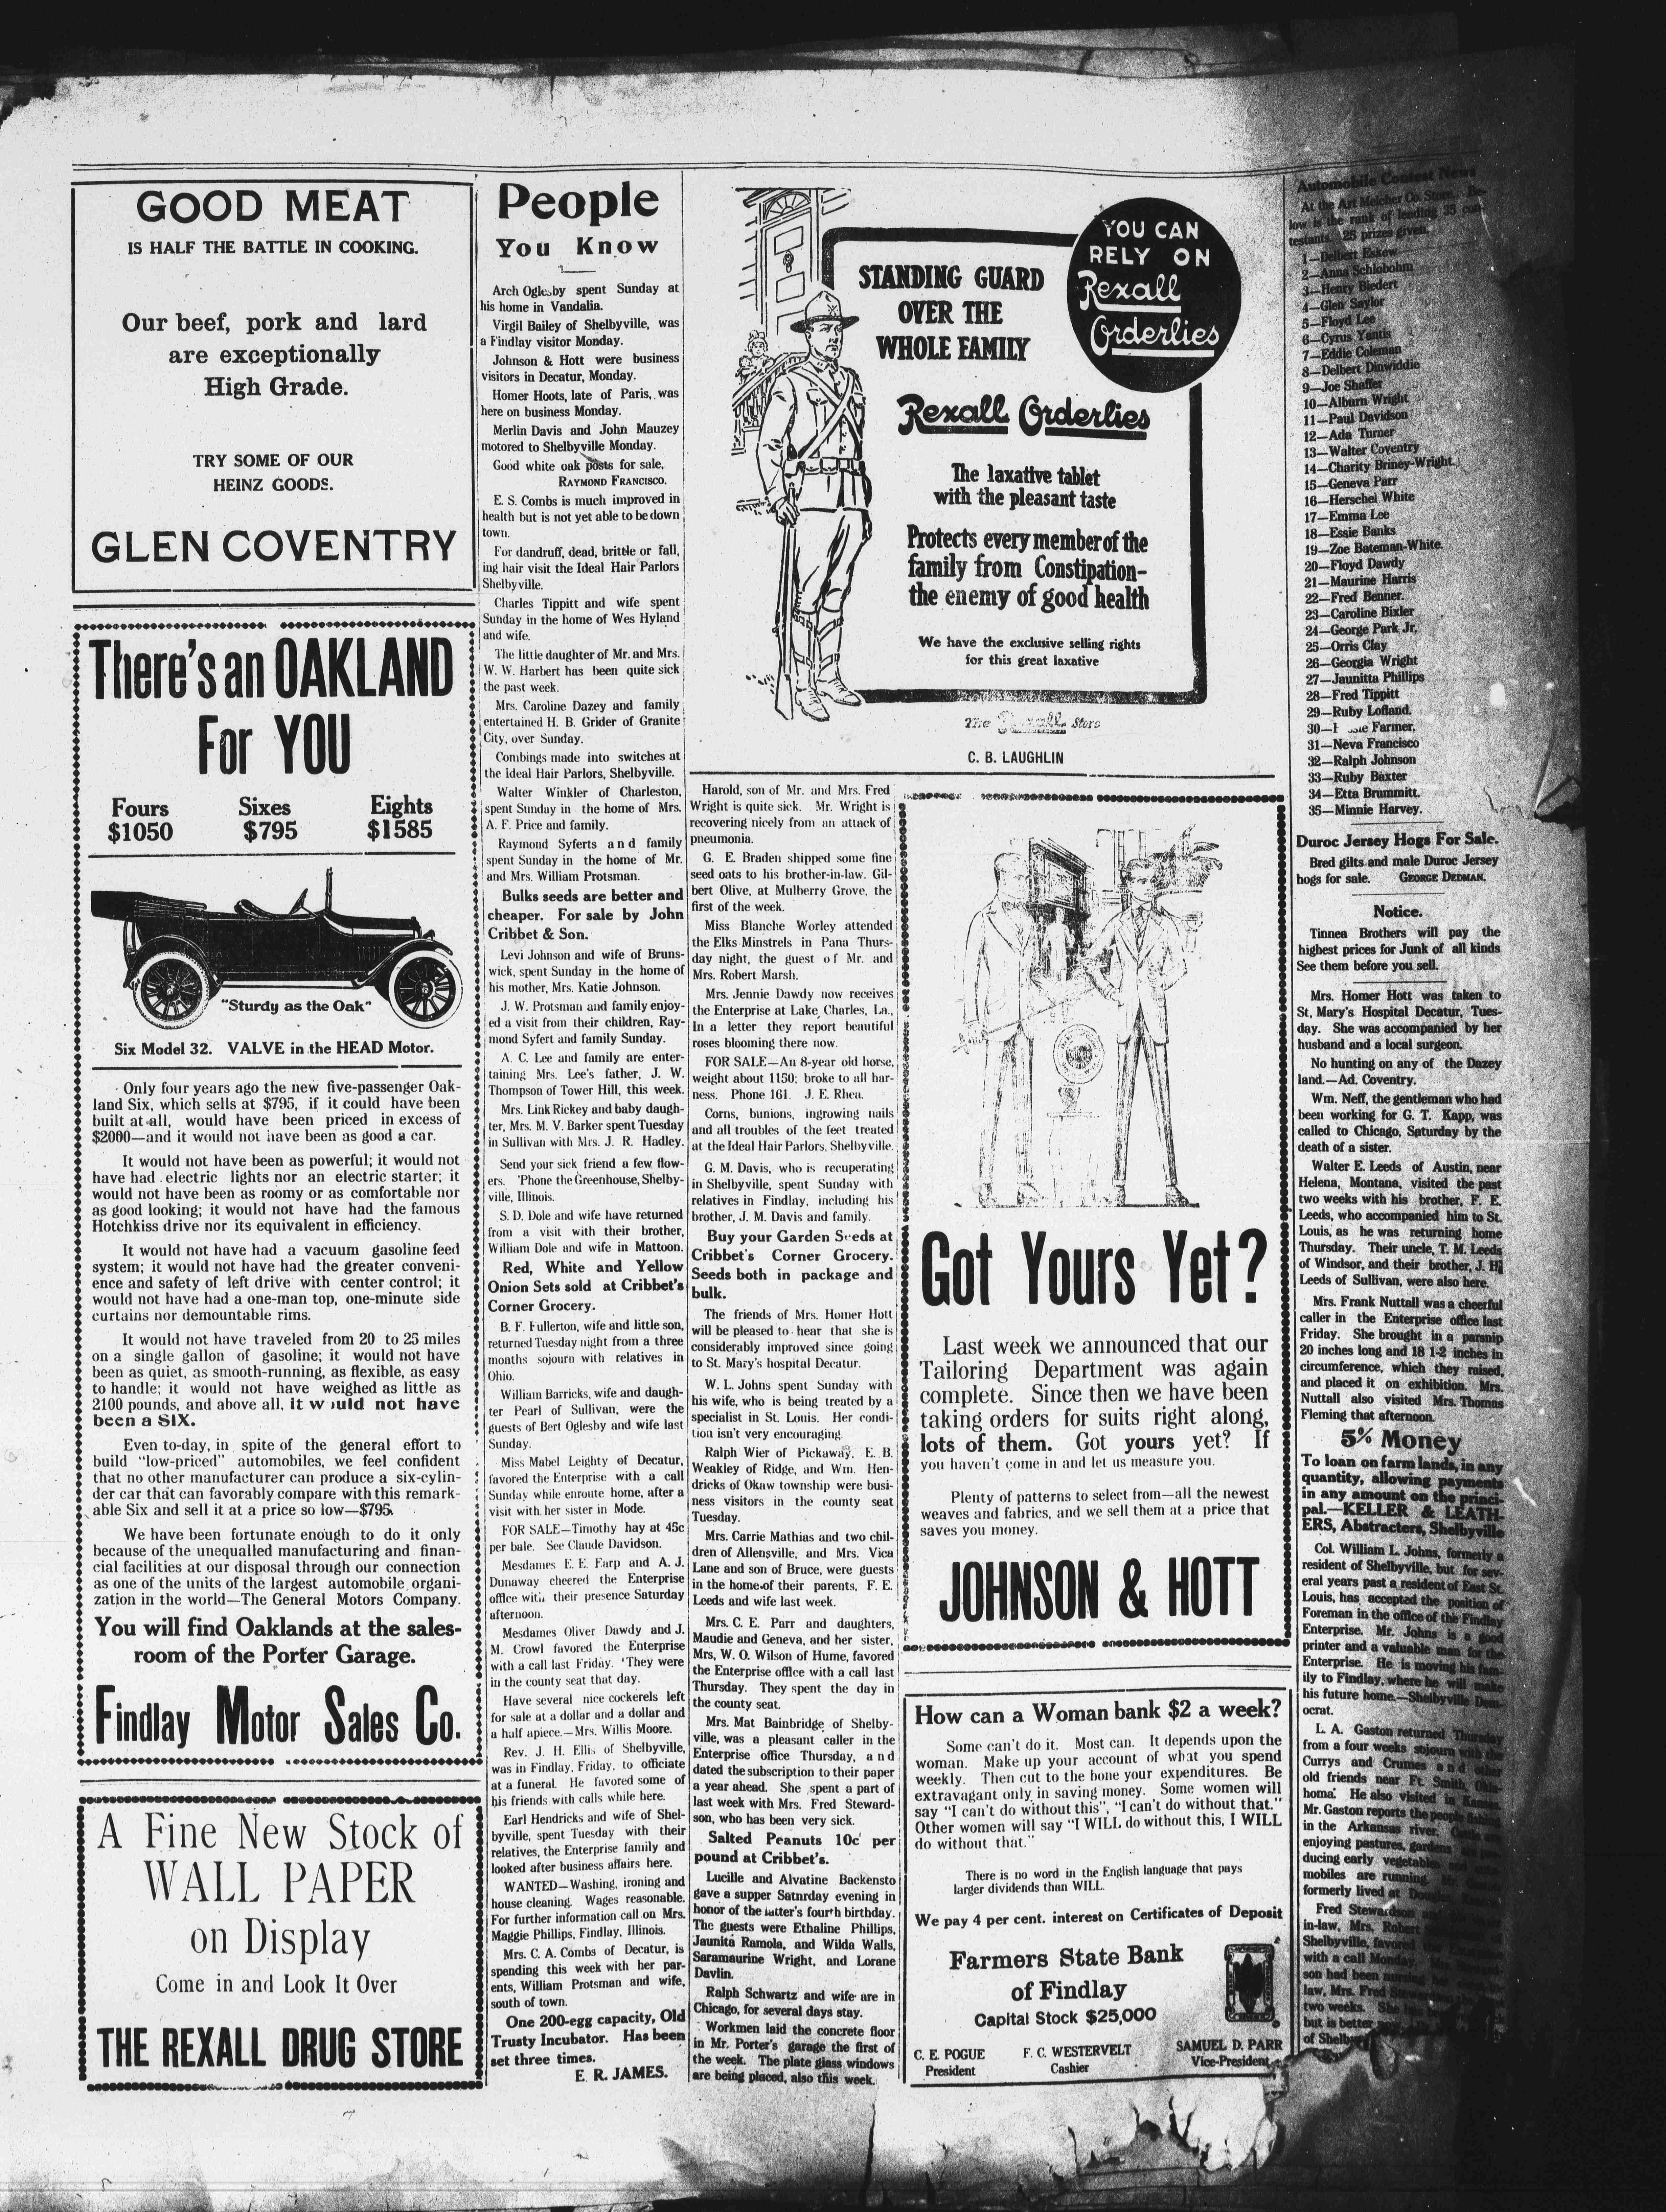 GOOD MEAT
IS HALF THE BATTLE IN COOKING.
Our beef, pork and lard
are exceptionally
High Grade.
TRY SOME OF OUR
HEINZ GOODS.
GLEN COVENTRY
There's an OAKLAND
For YOU
Fours Sixes Eights
$1050 $795 $1585
"Sturdy as the Oak"
Six Model 32. VALVE in the HEAD Motor.
Only four years ago the new five-passenger Oak-
land Six, which sells at $795, if it could have been
built at all, would have been priced in excess of
$2000—and it would not have been as good a car.
It would not have been as powerful; it would not
have had electric lights nor an electric starter; it
would not have been as roomy or as comfortable nor
as good looking; it would not have had the famous
Hotchkiss drive nor its equivalent in efficiency.
It would not have had a vacuum gasoline feed
system; it would not have had the greater conveni-
ence and safety of left drive with center control; it
would not have had a one-man top, one-minute side
curtains nor demountable rims.
It would not have traveled from 20 to 25 miles
on a single gallon of gasoline; it would not have
been as quiet, as smooth-running, as flexible, as easy
to handle; it would not have weighed as little as
2100 pounds, and above all, it would not have
been a SIX.
Even to-day, in spite of the general effort to
build "low-priced" automobiles, we feel confident
that no other manufacturer can produce a six-cylin-
der car that can favorably compare with this remark-
able Six and sell it at a price so low—$795.
We have been fortunate enough to do it only
because of the unequalled manufacturing and finan-
cial facilities at our disposal through our connection
as one of the units of the largest automobile organi-
zation in the world—The General Motors Company.
You will find Oaklands at the sales-
room of the Porter Garage.
Findlay Motor Sales Co.
A Fine New Stock of
WALL PAPER
on Display
Come in and Look It Over
THE REXALL DRUG STORE
People
You Know
Arch Oglesby spent Sunday at
his home in Vandalia.
Virgil Bailey of Shelbyville, was
a Findlay visitor Monday.
Johnson & Hott were business
visitors in Decatur, Monday.
Homer Hoots, late of Paris, was
here on business Monday.
Merlin Davis and John Mauzey
motored to Shelbyville Monday.
Good white oak posts for sale,
RAYMOND FRANCISCO.
E. S. Combs is much improved in
health but is not yet able to be down
town.
For dandruff, dead, brittle or fall,
ing hair visit the Ideal Hair Parlors
Shelbyville.
Charles Tippitt and wife spent
Sunday in the home of Wes Hyland
and wife.
The little daughter of Mr. and Mrs.
W. W. Harbert has been quite sick
the past week.
Mrs. Caroline Dazey and family
entertained H. B. Grider of Granite
City, over Sunday.
Combings made into switches at
the Ideal Hair Parlors, Shelbyville.
Walter Winkler of Charleston,
spent Sunday in the home of Mrs.
A. F. Price and family.
Raymond Syferts and family
spent Sunday in the home of Mr.
and Mrs. William Protsman.
Bulks seeds are better and
cheaper. For sale by John
Cribbet & Son.
Levi Johnson and wife of Bruns-
wick, spent Sunday in the home of
his mother, Mrs. Katie Johnson.
J. W. Protsman and family enjoy-
ed a visit from their children, Ray-
mond Syfert and family Sunday.
A. C. Lee and family are enter-
taining Mrs. Lee's father, J. W.
Thompson of Tower Hill, this week.
Mrs. Link Rickey and baby daugh-
ter, Mrs. M. V. Barker spent Tuesday
in Sullivan with Mrs. J. R. Hadley.
Send your sick friend a few flow-
ers. 'Phone the Greenhouse, Shelby-
ville, Illinois.
S. D. Dole and wife have returned
from a visit with their brother,
William Dole and wife in Mattoon.
Red, White and Yellow
Onion Sets sold at Cribbet's
Corner Grocery.
B. F. Fullerton, wife and little son,
returned Tuesday night from a three
months sojourn with relatives in
Ohio.
William Barricks, wife and daugh-
ter Pearl of Sullivan, were the
guests of Bert Oglesby and wife last
Sunday.
Miss Mabel Leighty of Decatur,
favored the Enterprise with a call
Sunday while enroute home, after a
visit with her sister in Mode.
FOR SALE—Timothy hay at 45c
per bale. See Claude Davidson.
Mesdames E. E. Farp and A. J.
Dunaway cheered the Enterprise
office with their presence Saturday
afternoon.
Mesdames Oliver Dawdy and J.
M. Crowl favored the Enterprise
with a call last Friday. 'They were
in the county seat that day.
Have several nice cockerels left
for sale at a dollar and a dollar and
a half apiece.—Mrs. Willis Moore.
Rev. J. H. Ellis of Shelbyville,
was in Findlay, Friday, to officiate
at a funeral. He favored some of
his friends with calls while here.
Earl Hendricks and wife of Shel-
byville, spent Tuesday with their
relatives, the Enterprise family and
looked after business affairs here.
WANTED—Washing, ironing and
house cleaning. Wages reasonable.
For further information call on Mrs.
Maggie Phillips, Findlay, Illinois.
Mrs. C. A. Combs of Decatur, is
spending this week with her par-
ents, William Protsman and wife,
south of town.
One 200-egg capacity, Old
Trusty Incubator. Has been
set three times.
E. R. JAMES.
STANDING GUARD
OVER THE
WHOLE FAMILY
YOU CAN
RELY ON
Rexall
Orderlies
Rexall Orderlies
The laxative tablet
with the pleasant taste
Protects every member of the
family from Constipation-
the enemy of good health
We have the exclusive selling rights
for this great laxative
The Rexall Store
C. B. LAUGHLIN
Harold, son of Mr. and Mrs. Fred
Wright is quite sick. Mr. Wright is
recovering nicely from an attack of
pneumonia.
G. E. Braden shipped some fine
seed oats to his brother-in-law. Gil-
bert Olive, at Mulberry Grove, the
first of the week.
Miss Blanche Worley attended
the Elks Minstrels in Pana Thurs-
day night, the guest of Mr. and
Mrs. Robert Marsh.
Mrs. Jennie Dawdy now receives
the Enterprise at Lake Charles, La.,
In a letter they report beautiful
roses blooming there now.
FOR SALE—An 8-year old horse,
weight about 1150; broke to all har-
ness. Phone 161. J. E. Rhea.
Corns, bunions, ingrowing nails
and all troubles of the feet treated
at the Ideal Hair Parlors, Shelbyville.
G. M. Davis, who is recuperating
in Shelbyville, spent Sunday with
relatives in Findlay, including his
brother, J. M. Davis and family.
Buy your Garden Seeds at
Cribbet's Corner Grocery.
Seeds both in package and
bulk.
The friends of Mrs. Homer Hott
will be pleased to hear that she is
considerably improved since going
to St. Mary's hospital Decatur.
W. L. Johns spent Sunday with
his wife, who is being treated by a
specialist in St. Louis. Her condi-
tion isn't very encouraging.
Ralph Wier of Pickaway, E. B.
Weakley of Ridge, and Wm. Hen-
dricks of Okaw township were busi-
ness visitors in the county seat
Tuesday.
Mrs. Carrie Mathias and two chil-
dren of Allensville, and Mrs. Vica
Lane and son of Bruce, were guests
in the home of their parents, F. E.
Leeds and wife last week.
Mrs. C. E. Parr and daughters,
Maudie and Geneva, and her sister,
Mrs, W. O. Wilson of Hume, favored
the Enterprise office with a call last
Thursday. They spent the day in
the county seat.
Mrs. Mat Bainbridge of Shelby-
ville, was a pleasant caller in the
Enterprise office Thursday, and
dated the subscription to their paper
a year ahead. She spent a part of
last week with Mrs. Fred Steward-
son, who has been very sick.
Salted Peanuts 10c per
pound at Cribbet's.
Lucille and Alvatine Backensto
gave a supper Satnrday evening in
honor of the latter's fourth birthday.
The guests were Ethaline Phillips,
Jaunita Ramola, and Wilda Walls,
Saramaurine Wright, and Lorane
Davlin.
Ralph Schwartz and wife are in
Chicago, for several days stay.
Workmen laid the concrete floor
in Mr. Porter's garage the first of
the week. The plate glass windows
are being placed, also this week.
Got Yours Yet?
Last week we announced that our
Tailoring Department was again
complete. Since then we have been
taking orders for suits right along,
lots of them. Got yours yet? If
you haven't come in and let us measure you.
Plenty of patterns to select from—all the newest
weaves and fabrics, and we sell them at a price that
saves you money.
JOHNSON & HOTT
How can a Woman bank $2 a week?
Some can't do it. Most can. It depends upon the
woman. Make up your account of what you spend
weekly. Then cut to the bone your expenditures. Be
extravagant only in saving money. Some women will
say "I can't do without this", "I can't do without that."
Other women will say "I WILL do without this, I WILL
do without that."
There is no word in the English language that pays
larger dividends than WILL.
We pay 4 per cent. interest on Certificates of Deposit
Farmers State Bank
of Findlay
Capital Stock $25,000
C. E. POGUE F. C. WESTERVELT SAMUEL D. PARR
President Cashier Vice-President
Automobile Contest News
At the Art Melcher Co. Store. Be-
low is the rank of leading 35 con-
testants. 25 prizes given.
1—Delbert Eskew
2—Anna Schlobohm
3—Henry Biedert
4—Glen Saylor
5—Floyd Lee
6—Cyrus Yantis
7—Eddie Coleman
8—Delbert Dinwiddie
9—Joe Shaffer
10—Alburn Wright
11—Paul Davidson
12—Ada Turner
13—Walter Coventry
14—Charity Briney-Wright.
15—Geneva Parr
16—Herschel White
17—Emma Lee
18—Essie Banks
19—Zoe Bateman-White.
20—Floyd Dawdy
21—Maurine Harris
22—Fred Benner.
23—Caroline Bixler
24—George Park Jr.
25—Orris Clay
26—Georgia Wright
27—Jaunitta Phillips
28—Fred Tippitt
29—Ruby Lofland.
30— Farmer.
31—Neva Francisco
32—Ralph Johnson
33—Ruby Baxter
34—Etta Brummitt.
35—Minnie Harvey.
Duroc Jersey Hogs For Sale.
Bred gilts and male Duroc Jersey
hogs for sale. GEORGE DEDMAN.
Notice.
Tinnea Brothers will pay the
highest prices for Junk of all kinds
See them before you sell.
Mrs. Homer Hott was taken to
St, Mary's Hospital Decatur, Tues-
day. She was accompanied by her
husband and a local surgeon.
No hunting on any of the Dazey
land.—Ad. Coventry.
Wm. Neff, the gentleman who had
been working for G. T. Kapp, was
called to Chicago, Saturday by the
death of a sister.
Walter E. Leeds of Austin, near
Helena, Montana, visited the past
two weeks with his brother, F. E.
Leeds, who accompanied him to St.
Louis, as he was returning home
Thursday. Their uncle, T. M. Leeds
of Windsor, and their brother, J. H.
Leeds of Sullivan, were also here.
Mrs. Frank Nuttall was a cheerful
caller in the Enterprise office last
Friday. She brought in a parsnip
20 inches long and 18 1-2 inches in
circumference, which they raised,
and placed it on exhibition. Mrs.
Nuttall also visited Mrs. Thomas
Fleming that afternoon.
5% Money
To loan on farm lands, in any
quantity, allowing payments
in any amount on the princi-
pal.—KELLER & LEATH-
ERS, Abstracters, Shelbyville
Col. William L. Johns, formerly a
resident of Shelbyville, but for sev-
eral years past a resident of East St.
Louis, has accepted the position of
Foreman in the office of the Findlay
Enterprise. Mr. Johns is a good
printer and a valuable man for the
Enterprise. He is moving his fam-
ily to Findlay, where he will make
his future home.—Shelbyville Dem-
ocrat.
L. A. Gaston returned Thursday
from a four weeks sojourn with the
Currys and Crumes and other
old friends near Ft. Smith, Okla-
homa. He also visited in Kansas.
Mr. Gaston reports the people fishing
in the Arkansas river,
enjoying pastures, gardens
ducing early vegetables
mobiles are running.
formerly lived at
Fred Stewardson
in-law, Mrs. Robert
Shelbyville, favored
with a call Monday.
son had been
law, Mrs. Fred
two weeks. She
but is better
of